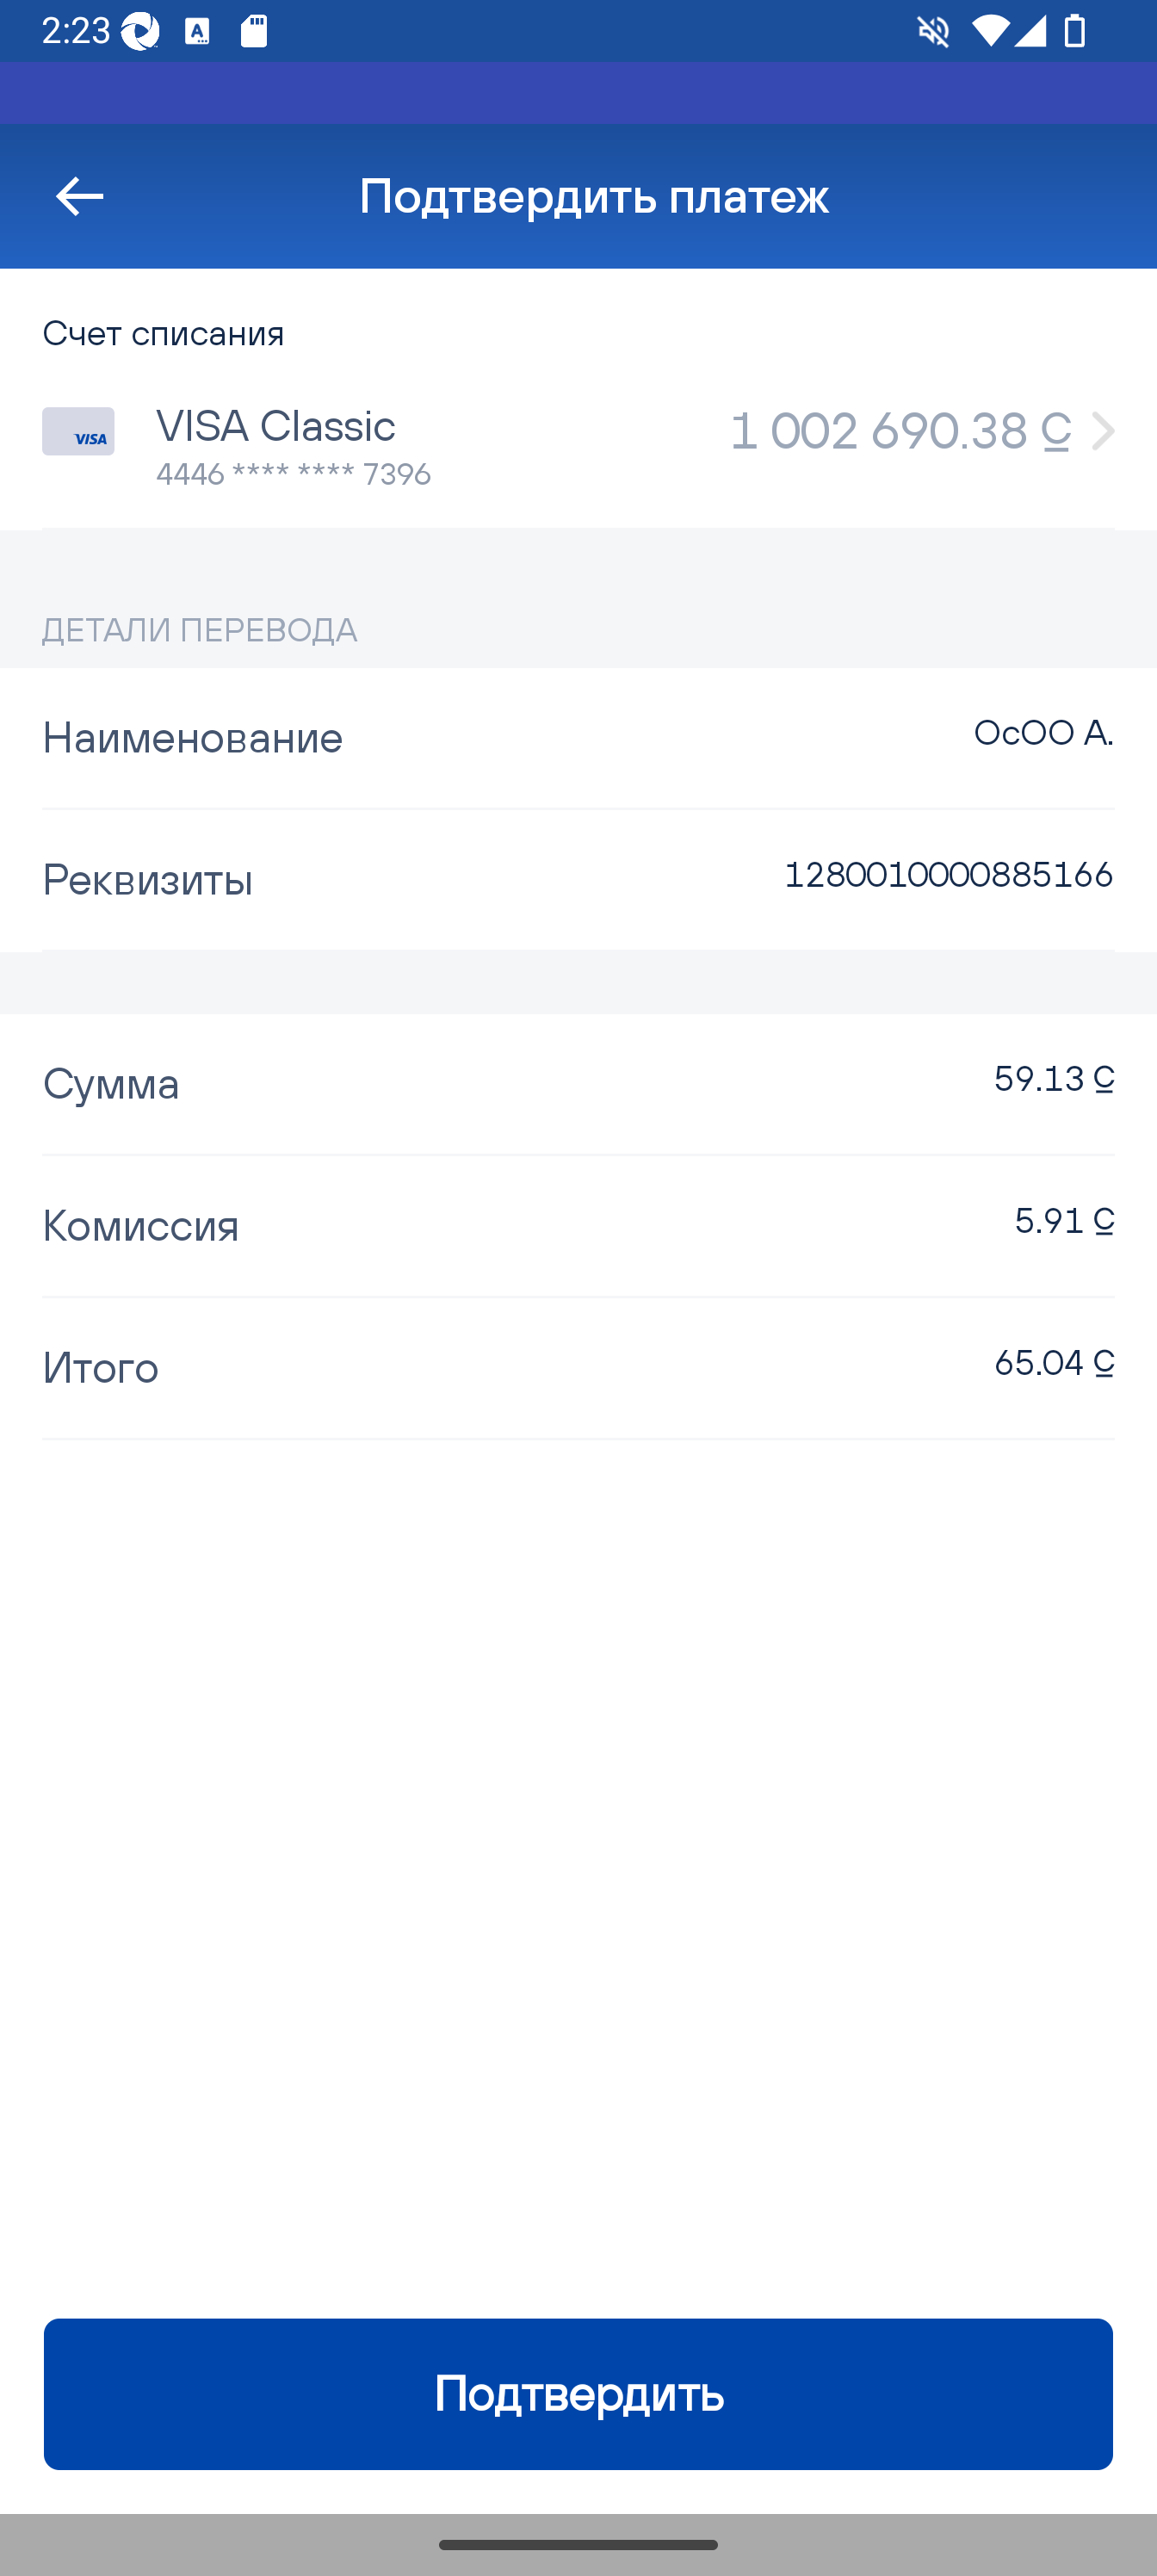 2:23
Подтвердить платеж
Счет списания
VISA
VISA Classic
1 002 690.38 С
4446 **** **** 7396
ДЕТАЛИ ПЕРЕВОДА
Наименование
ОсОО А.
Реквизиты
1280010000885166
Сумма
59.13 С
Комиссия
5.91 С
Итого
65.04 С
Подтвердить